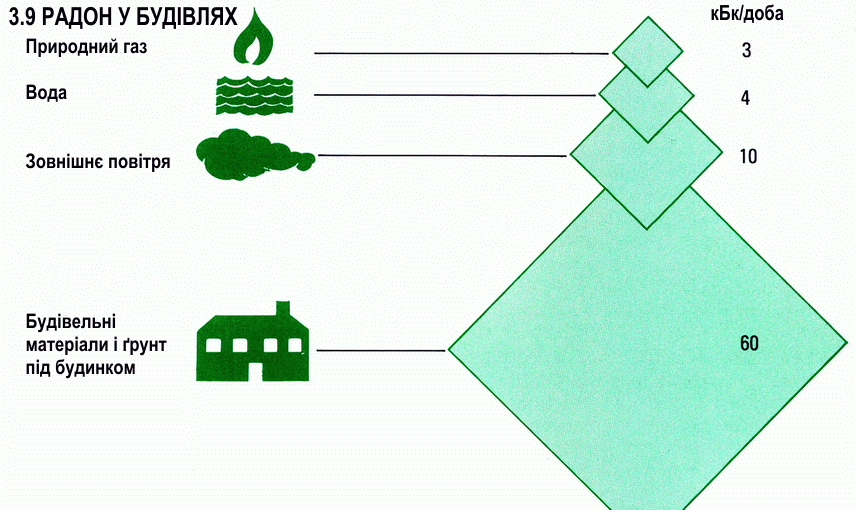 3.9 РАДОН У БУДІВЛЯХ
кБк/доба
Природний газ
3
Вода
4
Зовнішнє повітря
10
Будівельні
матеріали і ґрунт
під будинком
60